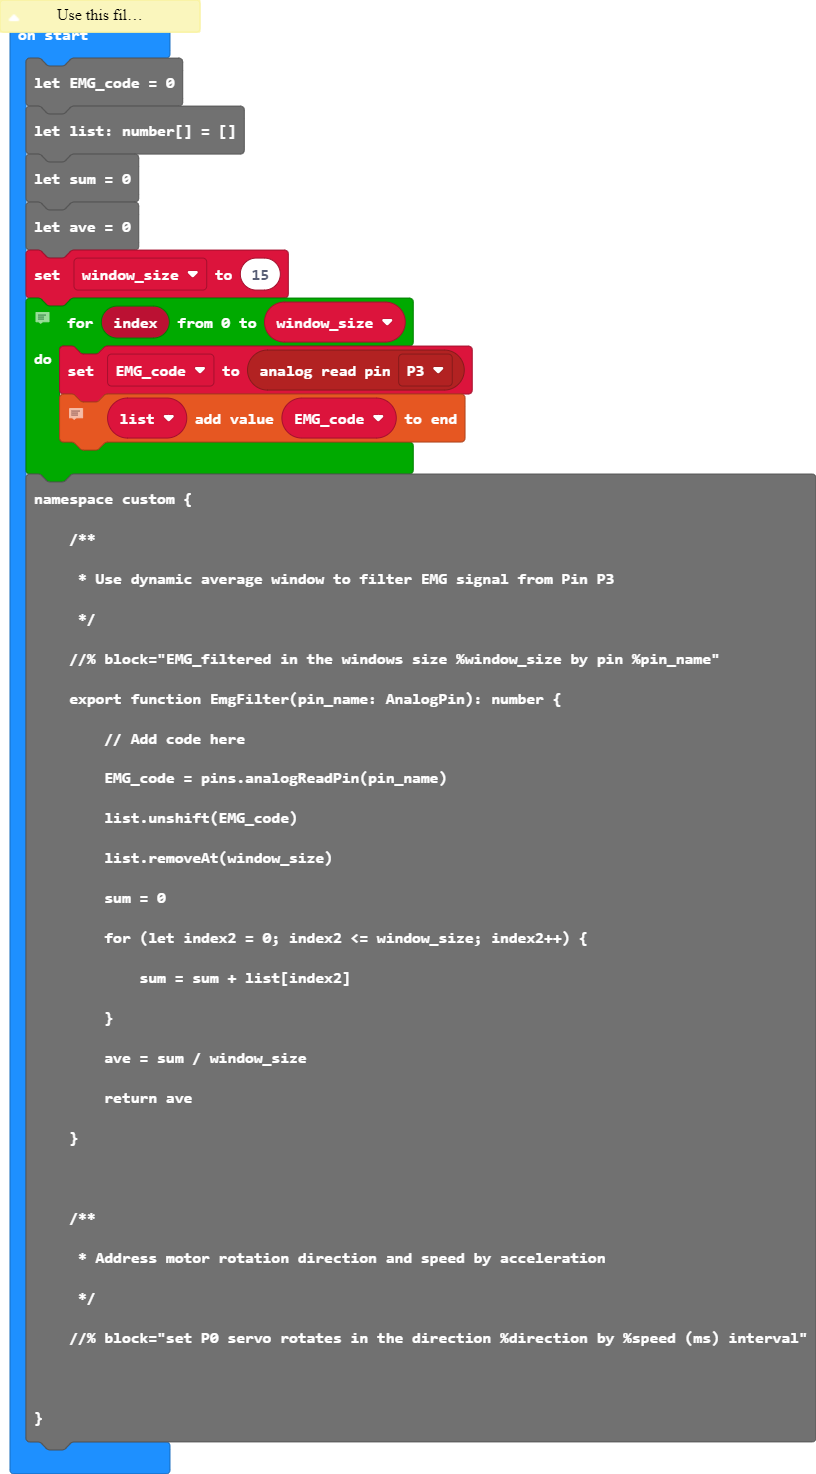 Use this fil…
on start
let EMG_code = 0
let list: number[] = []
let sum = 0
let ave = 0
set window_size to 15
for index from 0 to window_size
do
set EMG_code to analog read pin P3
list add value EMG_code to end
namespace custom {
/**
* Use dynamic average window to filter EMG signal from Pin P3
*/
//% block="EMG_filtered in the windows size %window_size by pin %pin_name"
export function EmgFilter(pin_name: AnalogPin): number {
// Add code here
EMG_code = pins.analogReadPin(pin_name)
list.unshift(EMG_code)
list.removeAt(window_size)
sum = 0
for (let index2 = 0; index2 <= window_size; index2++) {
sum = sum + list[index2]
}
ave = sum / window_size
return ave
}
/**
* Address motor rotation direction and speed by acceleration
*/
//% block="set P0 servo rotates in the direction %direction by %speed (ms) interval"
}